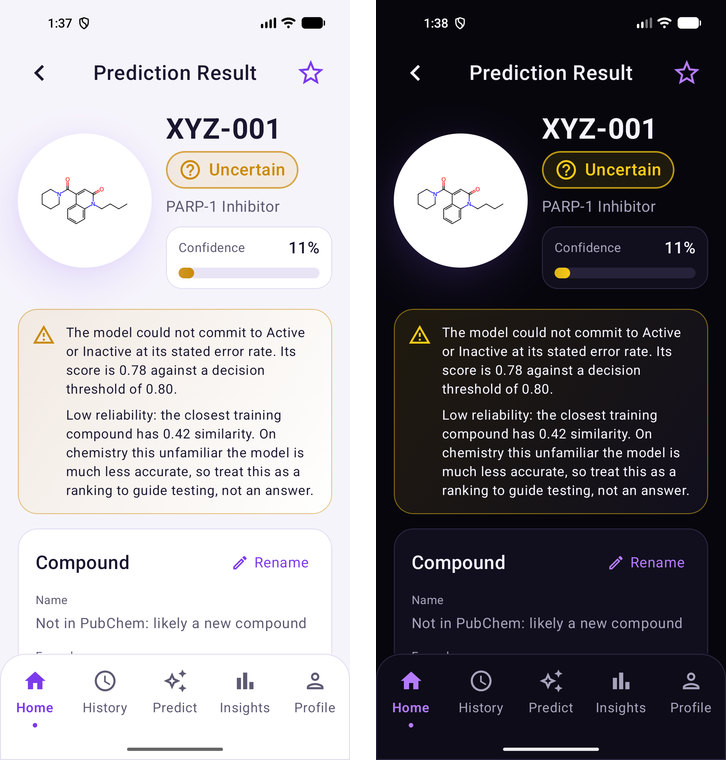 1:37
Prediction Result
XYZ-001
Uncertain
PARP-1 Inhibitor
Confidence 11%
The model could not commit to Active
or Inactive at its stated error rate. Its
score is 0.78 against a decision
threshold of 0.80.
Low reliability: the closest training
compound has 0.42 similarity. On
chemistry this unfamiliar the model is
much less accurate, so treat this as a
ranking to guide testing, not an answer.
Compound Rename
Name
Not in PubChem: likely a new compound
Home History Predict Insights Profile
1:38
Prediction Result
XYZ-001
Uncertain
PARP-1 Inhibitor
Confidence 11%
The model could not commit to Active
or Inactive at its stated error rate. Its
score is 0.78 against a decision
threshold of 0.80.
Low reliability: the closest training
compound has 0.42 similarity. On
chemistry this unfamiliar the model is
much less accurate, so treat this as a
ranking to guide testing, not an answer.
Compound Rename
Name
Not in PubChem: likely a new compound
Home History Predict Insights Profile